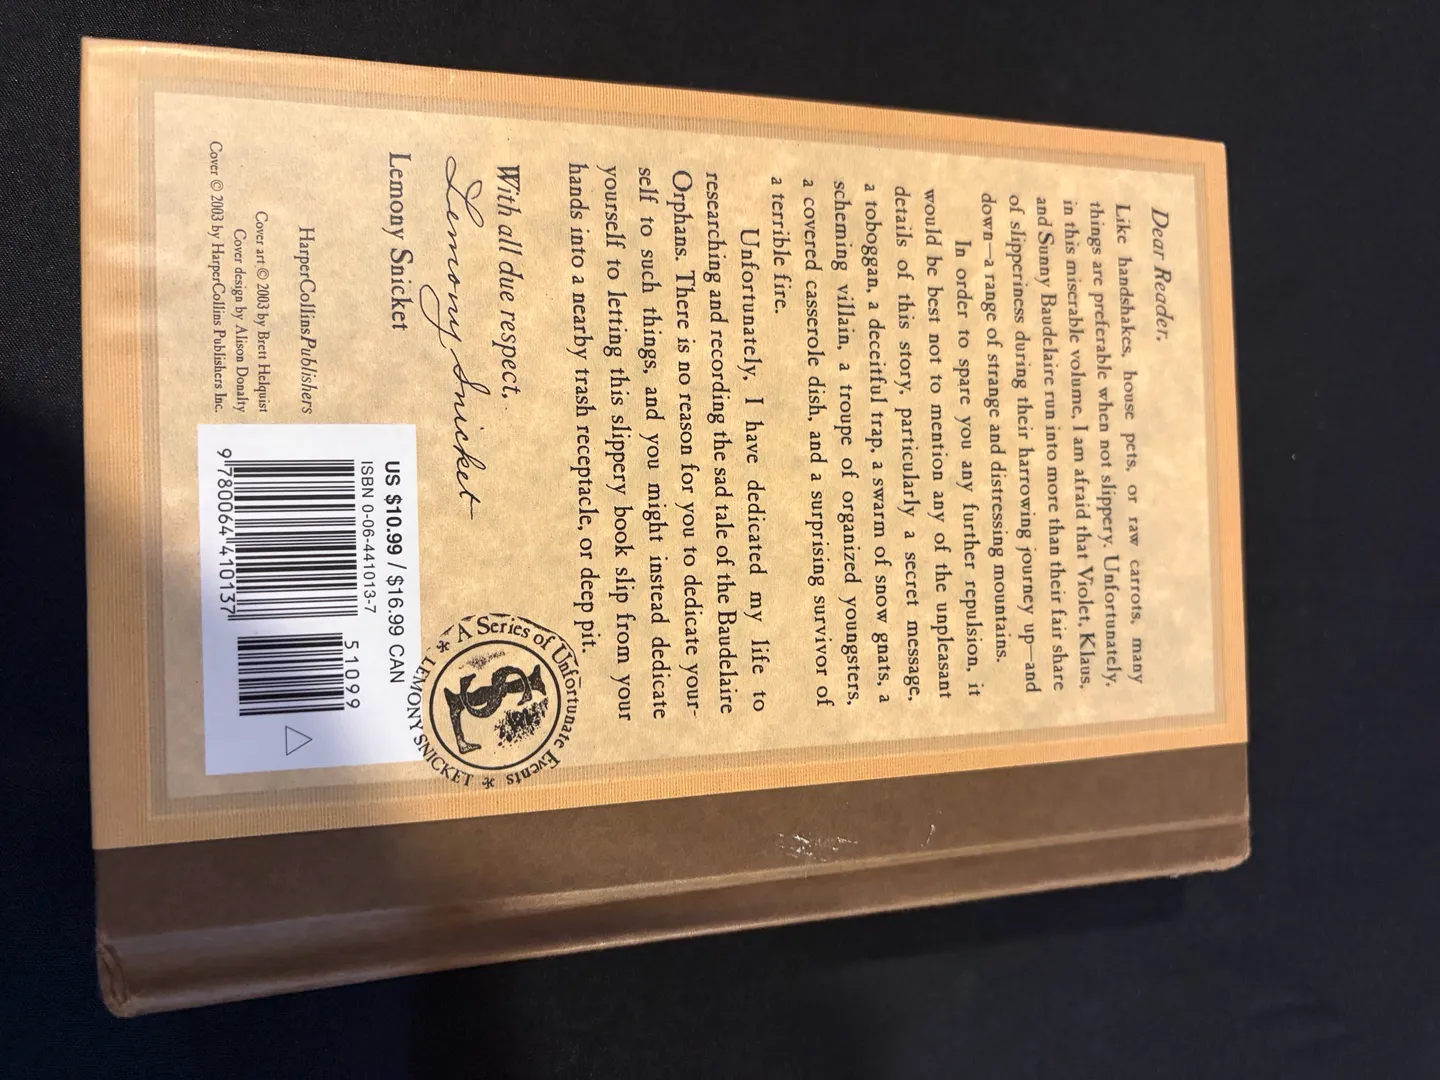 Dear Reader,
Like handshakes, house pets, or raw carrots, many
things are preferable when not slippery. Unfortunately,
in this miserable volume, I am afraid that Violet, Klaus,
and Sunny Baudelaire run into more than their fair share
of slipperiness during their harrowing journey up—and
down—a range of strange and distressing mountains.
In order to spare you any further repulsion, it
would be best not to mention any of the unpleasant
details of this story, particularly a secret message,
a toboggan, a deceitful trap, a swarm of snow gnats, a
scheming villain, a troupe of organized youngsters,
a covered casserole dish, and a surprising survivor of
a terrible fire.
Unfortunately, I have dedicated my life to
researching and recording the sad tale of the Baudelaire
Orphans. There is no reason for you to dedicate your-
self to such things, and you might instead dedicate
yourself to letting this slippery book slip from your
hands into a nearby trash receptacle, or deep pit.
With all due respect,
Lemony Snicket
Lemony Snicket
A Series of Unfortunate Events
* LEMONY SNICKET *
HarperCollinsPublishers
Cover art © 2003 by Brett Helquist
Cover design by Alison Donalty
Cover © 2003 by HarperCollins Publishers Inc.
US $10.99 / $16.99 CAN
ISBN 0-06-441013-7
51099
9 780064 410137